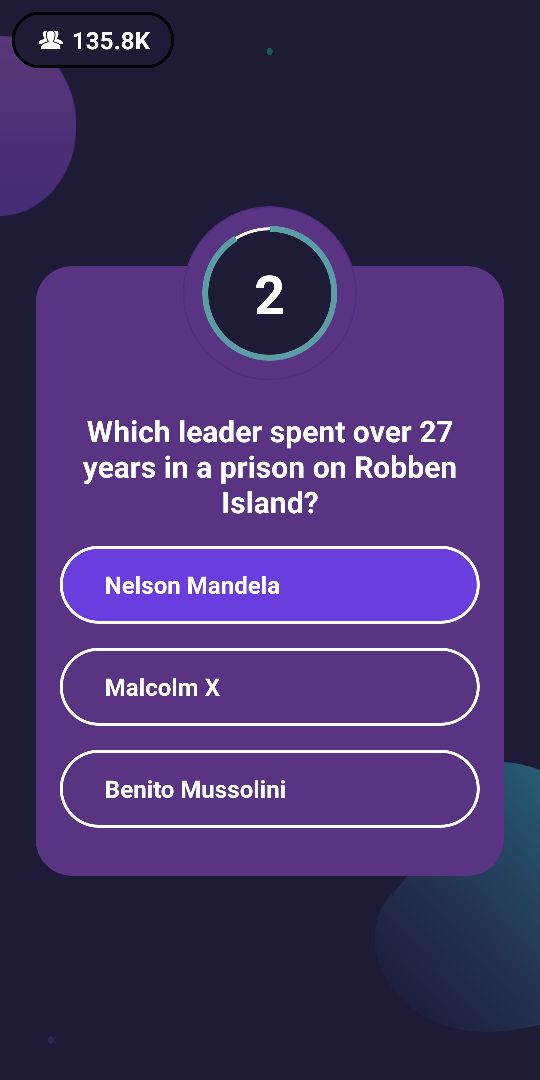 135.8K
2
Which leader spent over 27
years in a prison on Robben
Island?
Nelson Mandela
Malcolm X
Benito Mussolini